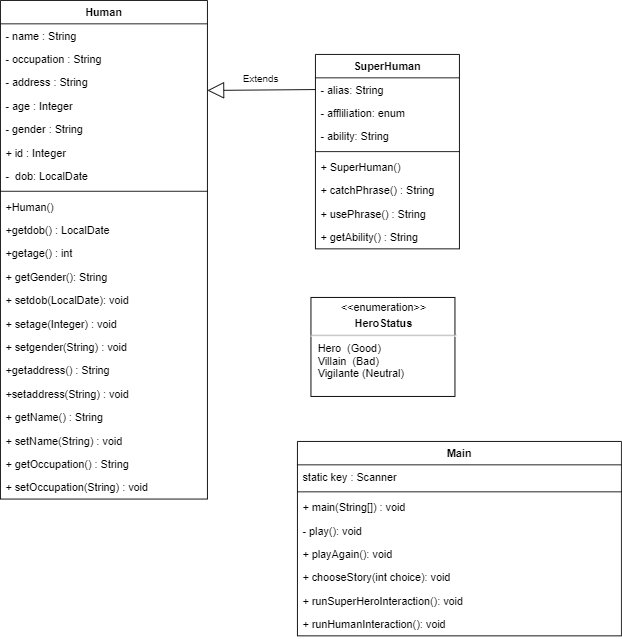 Human
- name : String
- occupation : String
- address : String
- age : Integer
- gender : String
+ id : Integer
- dob: LocalDate
+Human()
+getdob() : LocalDate
+getage() : int
+ getGender(): String
+ setdob(LocalDate): void
+ setage(Integer) : void
+ setgender(String) : void
+getaddress() : String
+setaddress(String) : void
+ getName() : String
+ setName(String) : void
+ getOccupation() : String
+ setOccupation(String) : void
Extends
SuperHuman
- alias: String
- affliliation: enum
- ability: String
+ SuperHuman()
+ catchPhrase() : String
+ usePhrase() : String
+ getAbility() : String
<<enumeration>>
HeroStatus
Hero (Good)
Villain (Bad)
Vigilante (Neutral)
Main
static key : Scanner
+ main(String[]) : void
- play(): void
+ playAgain(): void
+ chooseStory(int choice): void
+ runSuperHeroInteraction(): void
+ runHumanInteraction(): void